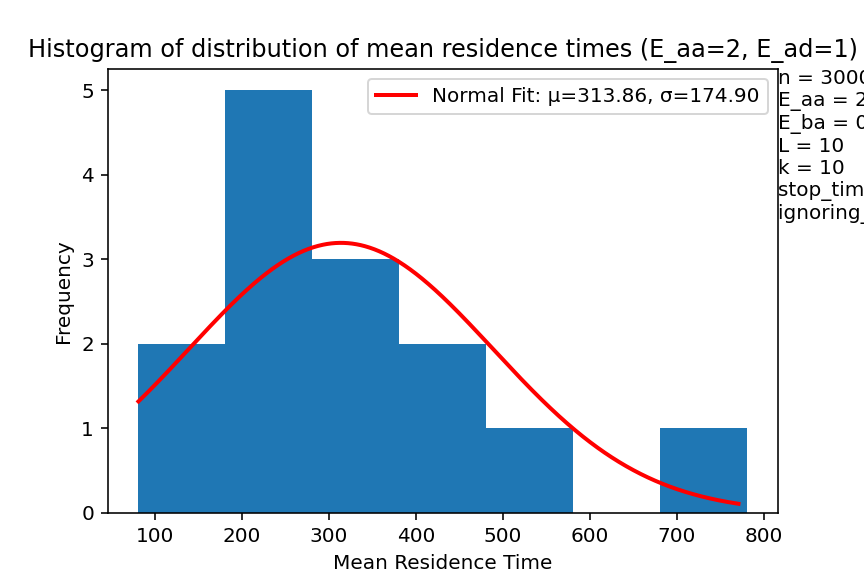 Histogram of distribution of mean residence times (E_aa=2, E_ad=1)
n = 3000
E_aa = 2
E_ba = 0
L = 10
k = 10
stop_tim
ignoring_
Normal Fit: μ=313.86, σ=174.90
5
4
3
2
1
0
Frequency
100 200 300 400 500 600 700 800
Mean Residence Time